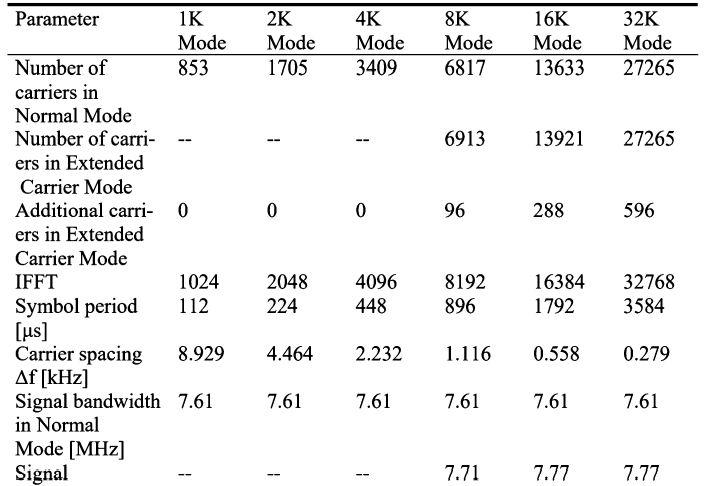 Parameter 1K 2K 4K 8K 16K 32K
Mode Mode Mode Mode Mode Mode
Number of 853 1705 3409 6817 13633 27265
carriers in
Normal Mode
Number of carri- -- -- -- 6913 13921 27265
ers in Extended
Carrier Mode
Additional carri- 0 0 0 96 288 596
ers in Extended
Carrier Mode
IFFT 1024 2048 4096 8192 16384 32768
Symbol period 112 224 448 896 1792 3584
[µs]
Carrier spacing 8.929 4.464 2.232 1.116 0.558 0.279
Δf [kHz]
Signal bandwidth 7.61 7.61 7.61 7.61 7.61 7.61
in Normal
Mode [MHz]
Signal -- -- -- 7.71 7.77 7.77